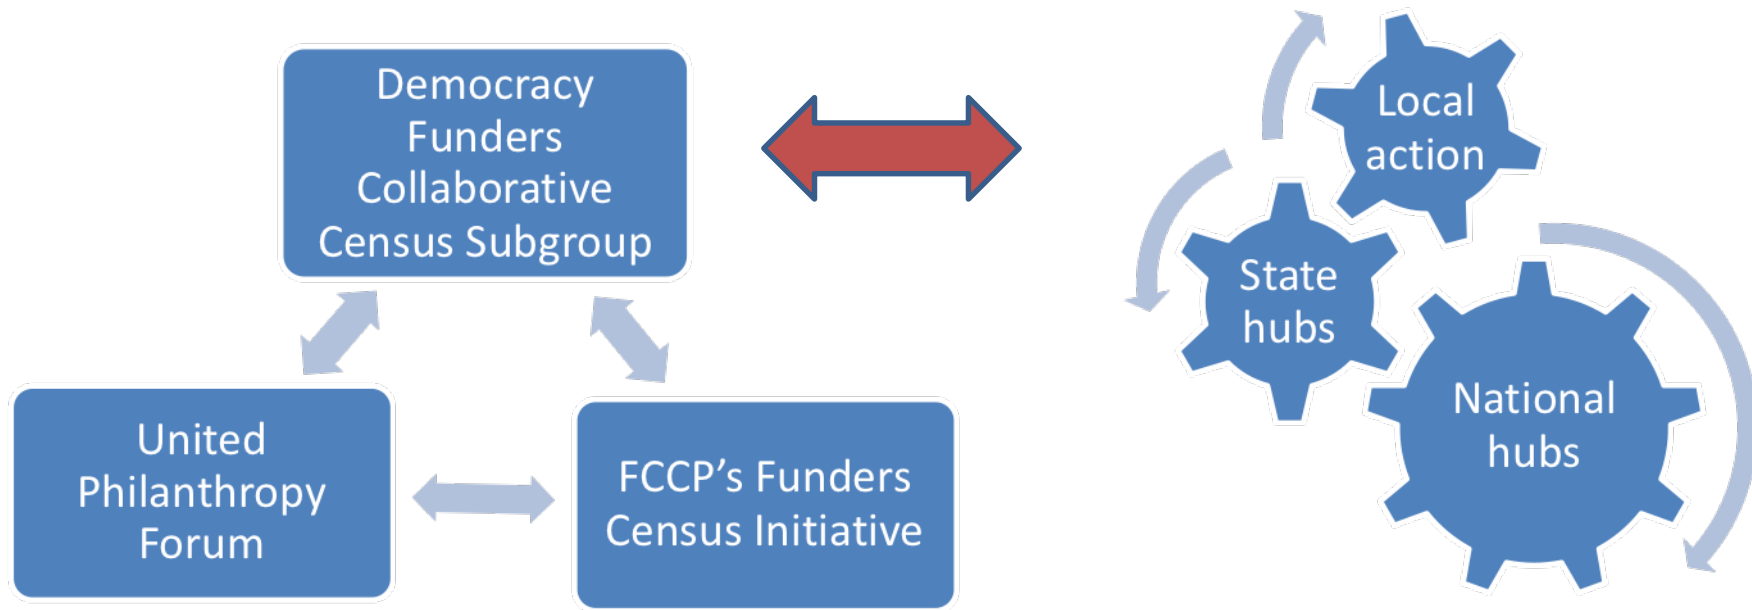 Democracy
Funders
Collaborative
Census Subgroup
United
Philanthropy
Forum
FCCP’s Funders
Census Initiative
Local
action
State
hubs
National
hubs